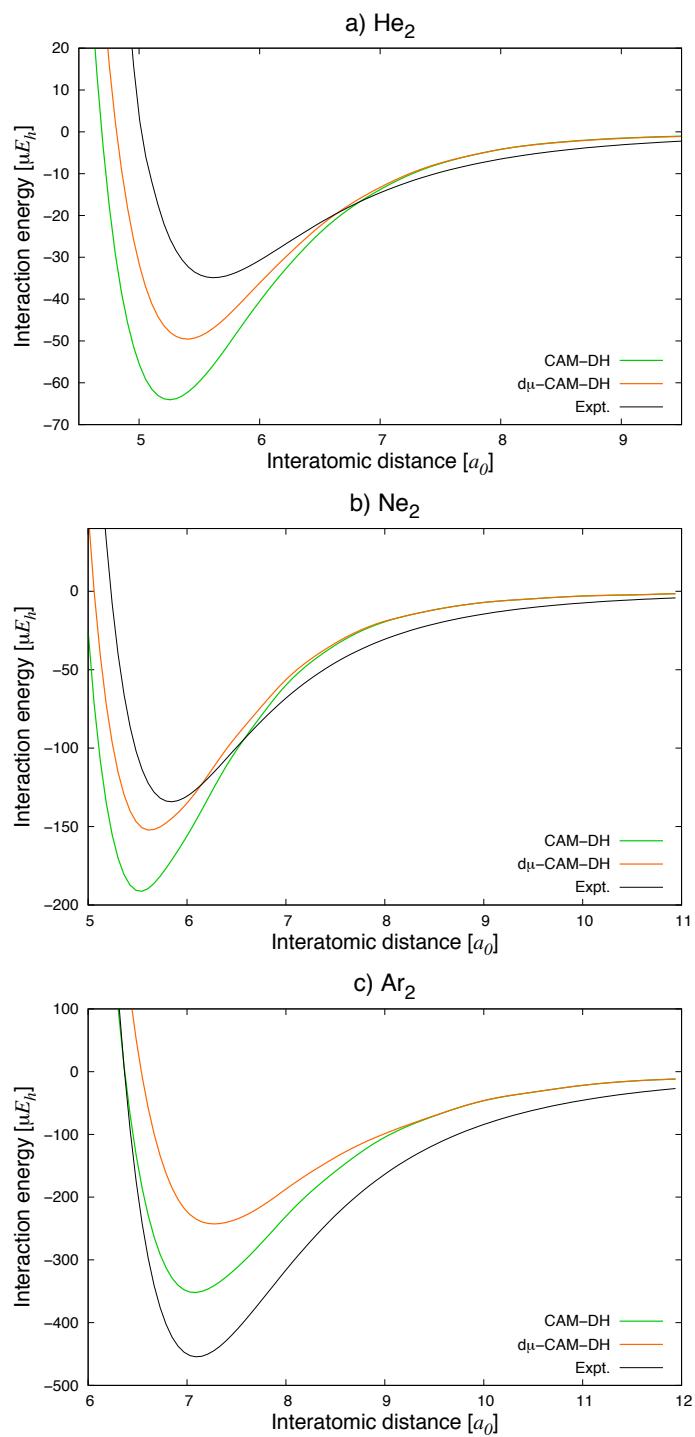 a) He2
Interaction energy [μEh]
20
10
0
−10
−20
−30
−40
−50
−60
−70
CAM−DH
dμ−CAM−DH
Expt.
5 6 7 8 9
Interatomic distance [a0]
b) Ne2
Interaction energy [μEh]
0
−50
−100
−150
−200
CAM−DH
dμ−CAM−DH
Expt.
5 6 7 8 9 10 11
Interatomic distance [a0]
c) Ar2
Interaction energy [μEh]
100
0
−100
−200
−300
−400
−500
CAM−DH
dμ−CAM−DH
Expt.
6 7 8 9 10 11 12
Interatomic distance [a0]